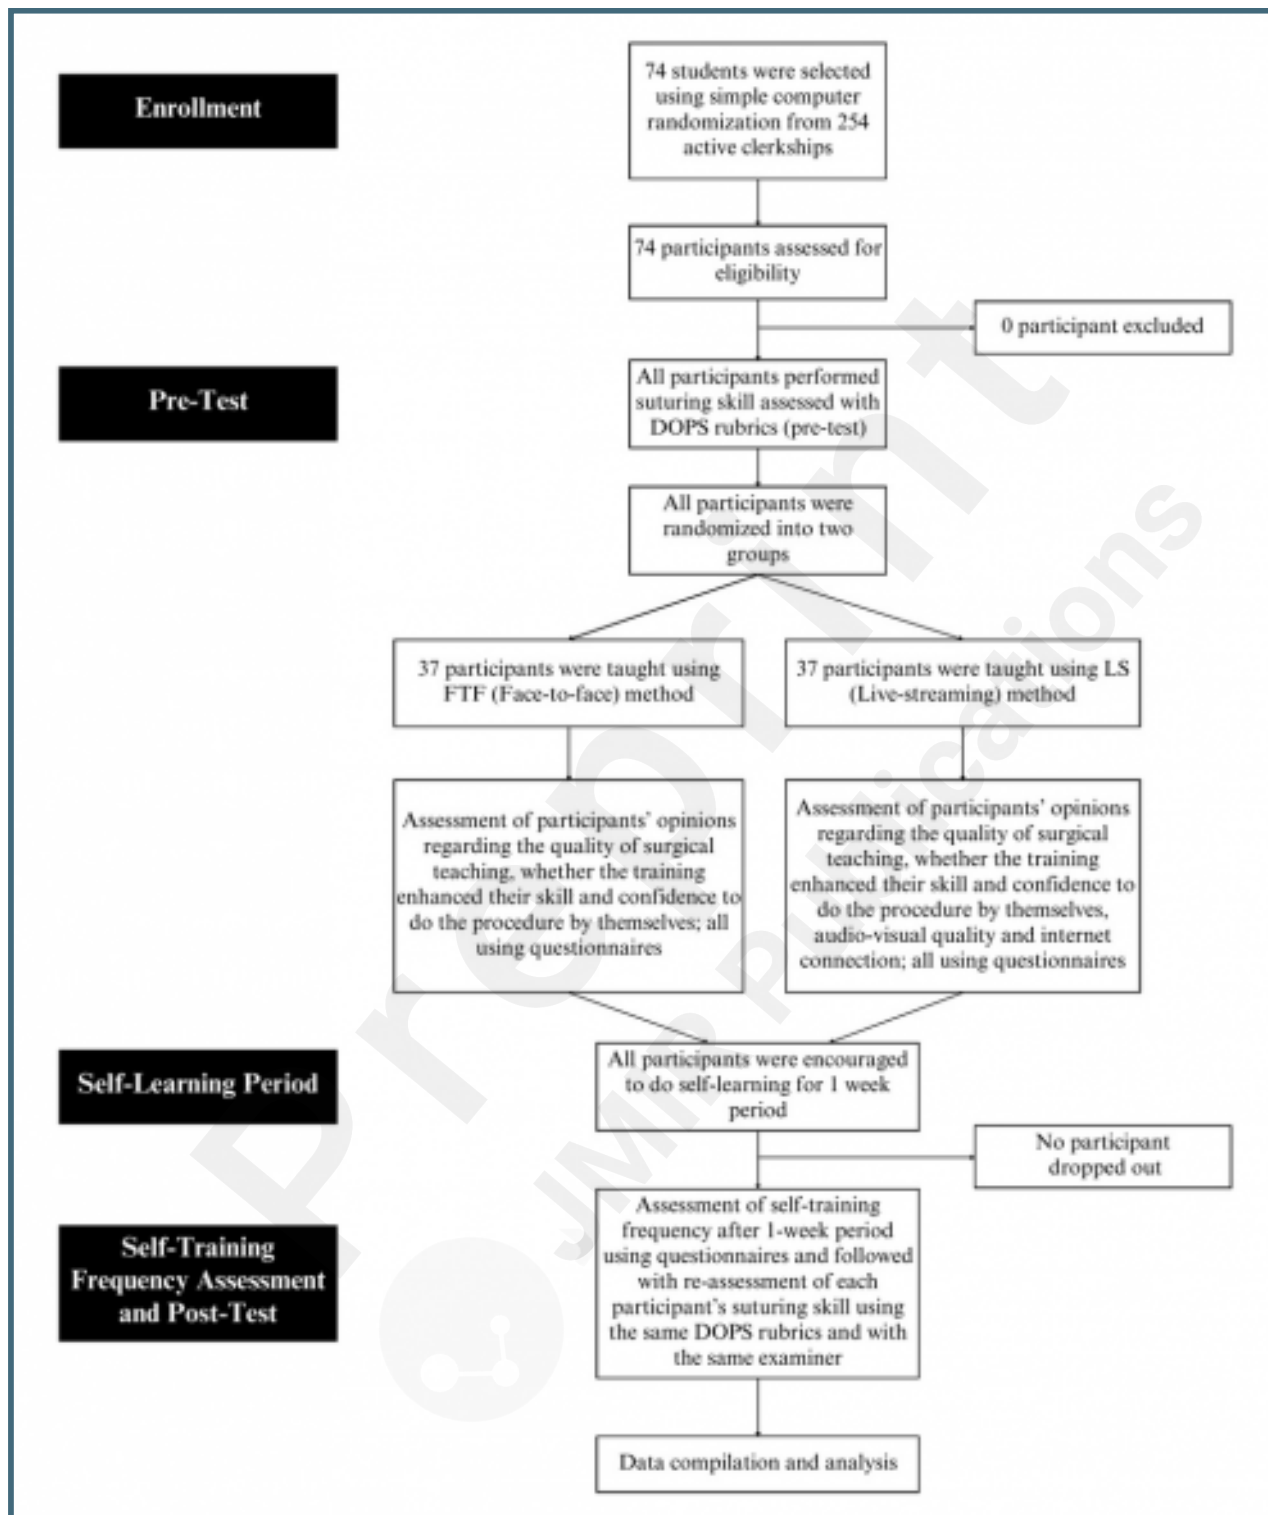 Enrollment
74 students were selected
using simple computer
randomization from 254
active clerkships
74 participants assessed for
eligibility
0 participant excluded
Pre-Test
All participants performed
suturing skill assessed with
DOPS rubrics (pre-test)
All participants were
randomized into two
groups
37 participants were taught using
FTF (Face-to-face) method
37 participants were taught using LS
(Live-streaming) method
Assessment of participants' opinions
regarding the quality of surgical
teaching, whether the training
enhanced their skill and confidence to
do the procedure by themselves; all
using questionnaires
Assessment of participants' opinions
regarding the quality of surgical
teaching, whether the training
enhanced their skill and confidence to
do the procedure by themselves,
audio-visual quality and internet
connection; all using questionnaires
Self-Learning Period
All participants were encouraged
to do self-learning for 1 week
period
No participant
dropped out
Self-Training
Frequency Assessment
and Post-Test
Assessment of self-training
frequency after 1-week period
using questionnaires and followed
with re-assessment of each
participant's suturing skill using
the same DOPS rubrics and with
the same examiner
Data compilation and analysis
Preprint
JMIR Publications